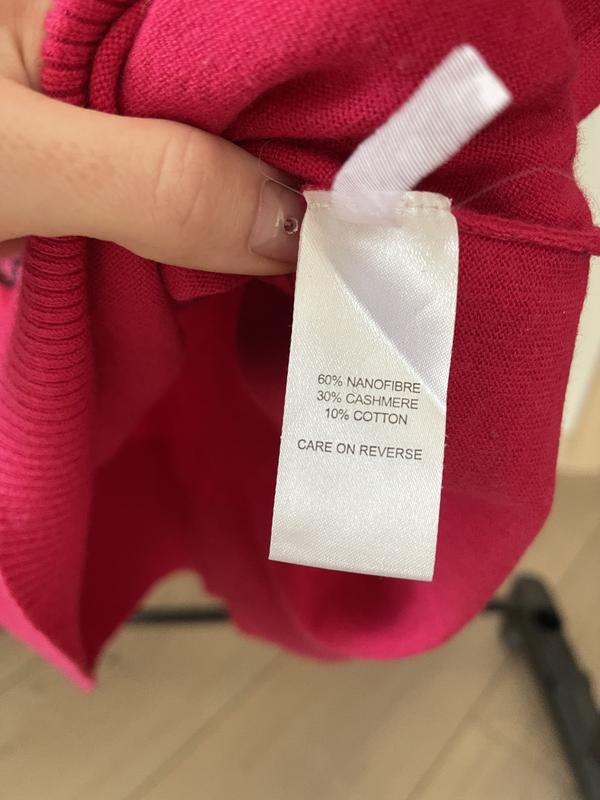 60% NANOFIBRE
30% CASHMERE
10% COTTON
CARE ON REVERSE